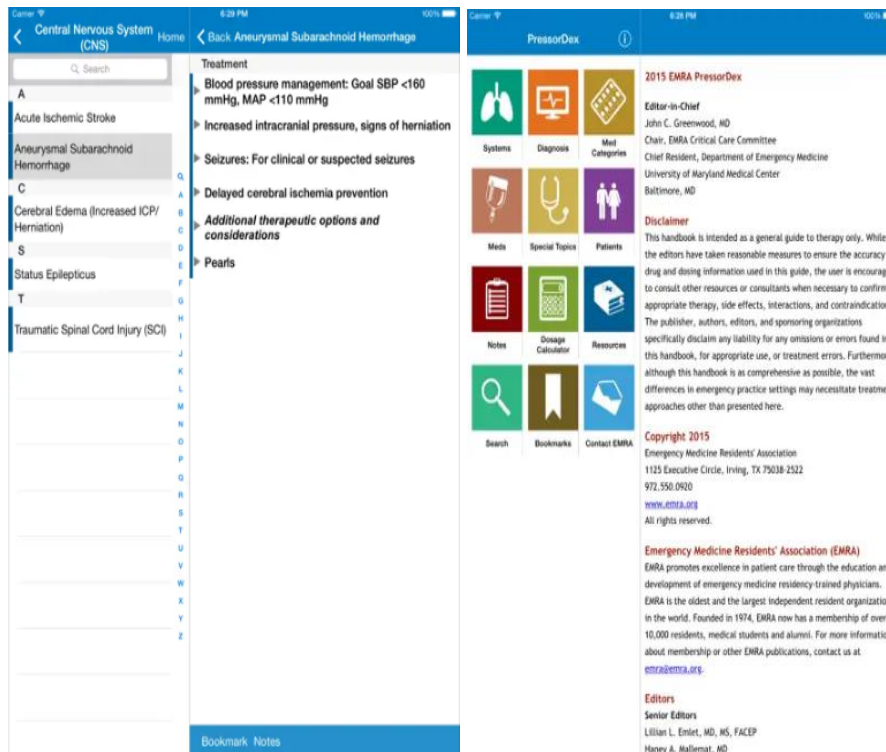 Carrier
6:29 PM
100%
Central Nervous System (CNS)
Home
Search
A
Acute Ischemic Stroke
Aneurysmal Subarachnoid
Hemorrhage
C
Cerebral Edema (Increased ICP/
Herniation)
S
Status Epilepticus
T
Traumatic Spinal Cord Injury (SCI)
Q
A
B
C
D
E
F
G
H
I
J
K
L
M
N
O
P
Q
R
S
T
U
V
W
X
Y
Z
Back Aneurysmal Subarachnoid Hemorrhage
Treatment
Blood pressure management: Goal SBP <160
mmHg, MAP <110 mmHg
Increased intracranial pressure, signs of herniation
Seizures: For clinical or suspected seizures
Delayed cerebral ischemia prevention
Additional therapeutic options and
considerations
Pearls
Bookmark Notes
Carrier
6:28 PM
100%
PressorDex
Systems
Diagnosis
Med
Categories
Meds
Special Topics
Patients
Notes
Dosage
Calculator
Resources
Search
Bookmarks
Contact EMRA
2015 EMRA PressorDex
Editor-in-Chief
John C. Greenwood, MD
Chair, EMRA Critical Care Committee
Chief Resident, Department of Emergency Medicine
University of Maryland Medical Center
Baltimore, MD
Disclaimer
This handbook is intended as a general guide to therapy only. While
the editors have taken reasonable measures to ensure the accuracy
drug and dosing information used in this guide, the user is encourag
to consult other resources or consultants when necessary to confirm
appropriate therapy, side effects, interactions, and contraindication
The publisher, authors, editors, and sponsoring organizations
specifically disclaim any liability for any omissions or errors found in
this handbook, for appropriate use, or treatment errors. Furthermo
although this handbook is as comprehensive as possible, the vast
differences in emergency practice settings may necessitate treatme
approaches other than presented here.
Copyright 2015
Emergency Medicine Residents' Association
1125 Executive Circle, Irving, TX 75038-2522
972.550.0920
www.emra.org
All rights reserved.
Emergency Medicine Residents' Association (EMRA)
EMRA promotes excellence in patient care through the education an
development of emergency medicine residency-trained physicians.
EMRA is the oldest and the largest independent resident organizatio
in the world. Founded in 1974, EMRA now has a membership of over
10,000 residents, medical students and alumni. For more informatio
about membership or other EMRA publications, contact us at
emra@emra.org.
Editors
Senior Editors
Lillian L. Emlet, MD, MS, FACEP
Haney A. Mallemat, MD